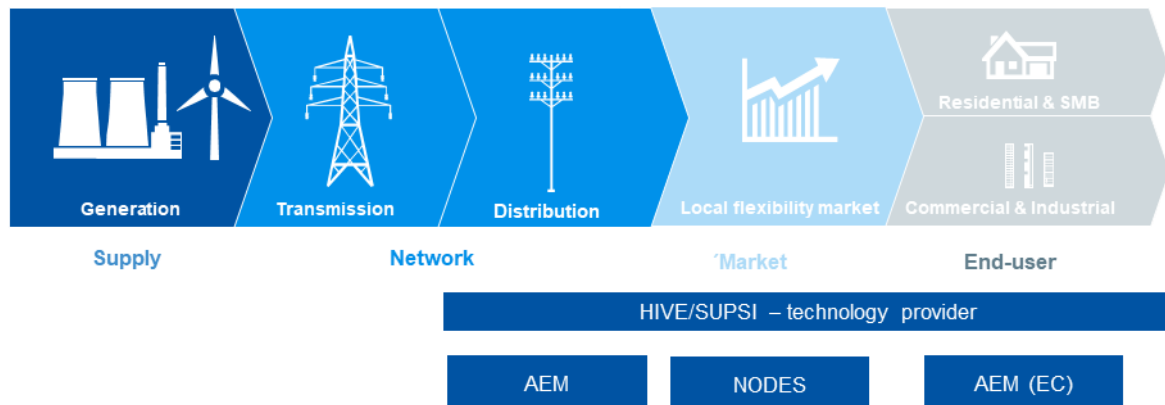 Generation
Transmission
Distribution
Local flexibility market
Residential & SMB
Commercial & Industrial
Supply
Network
´Market
End-user
HIVE/SUPSI – technology provider
AEM
NODES
AEM (EC)